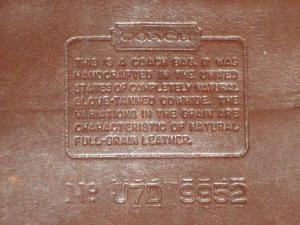 COACH
THIS IS A COACH BAG. IT WAS
HANDCRAFTED IN THE UNITED
STATES OF COMPLETELY NATURAL
GLOVE-TANNED COWHIDE. THE
VARIATIONS IN THE GRAIN ARE
CHARACTERISTIC OF NATURAL
FULL-GRAIN LEATHER.
No J7D 9952